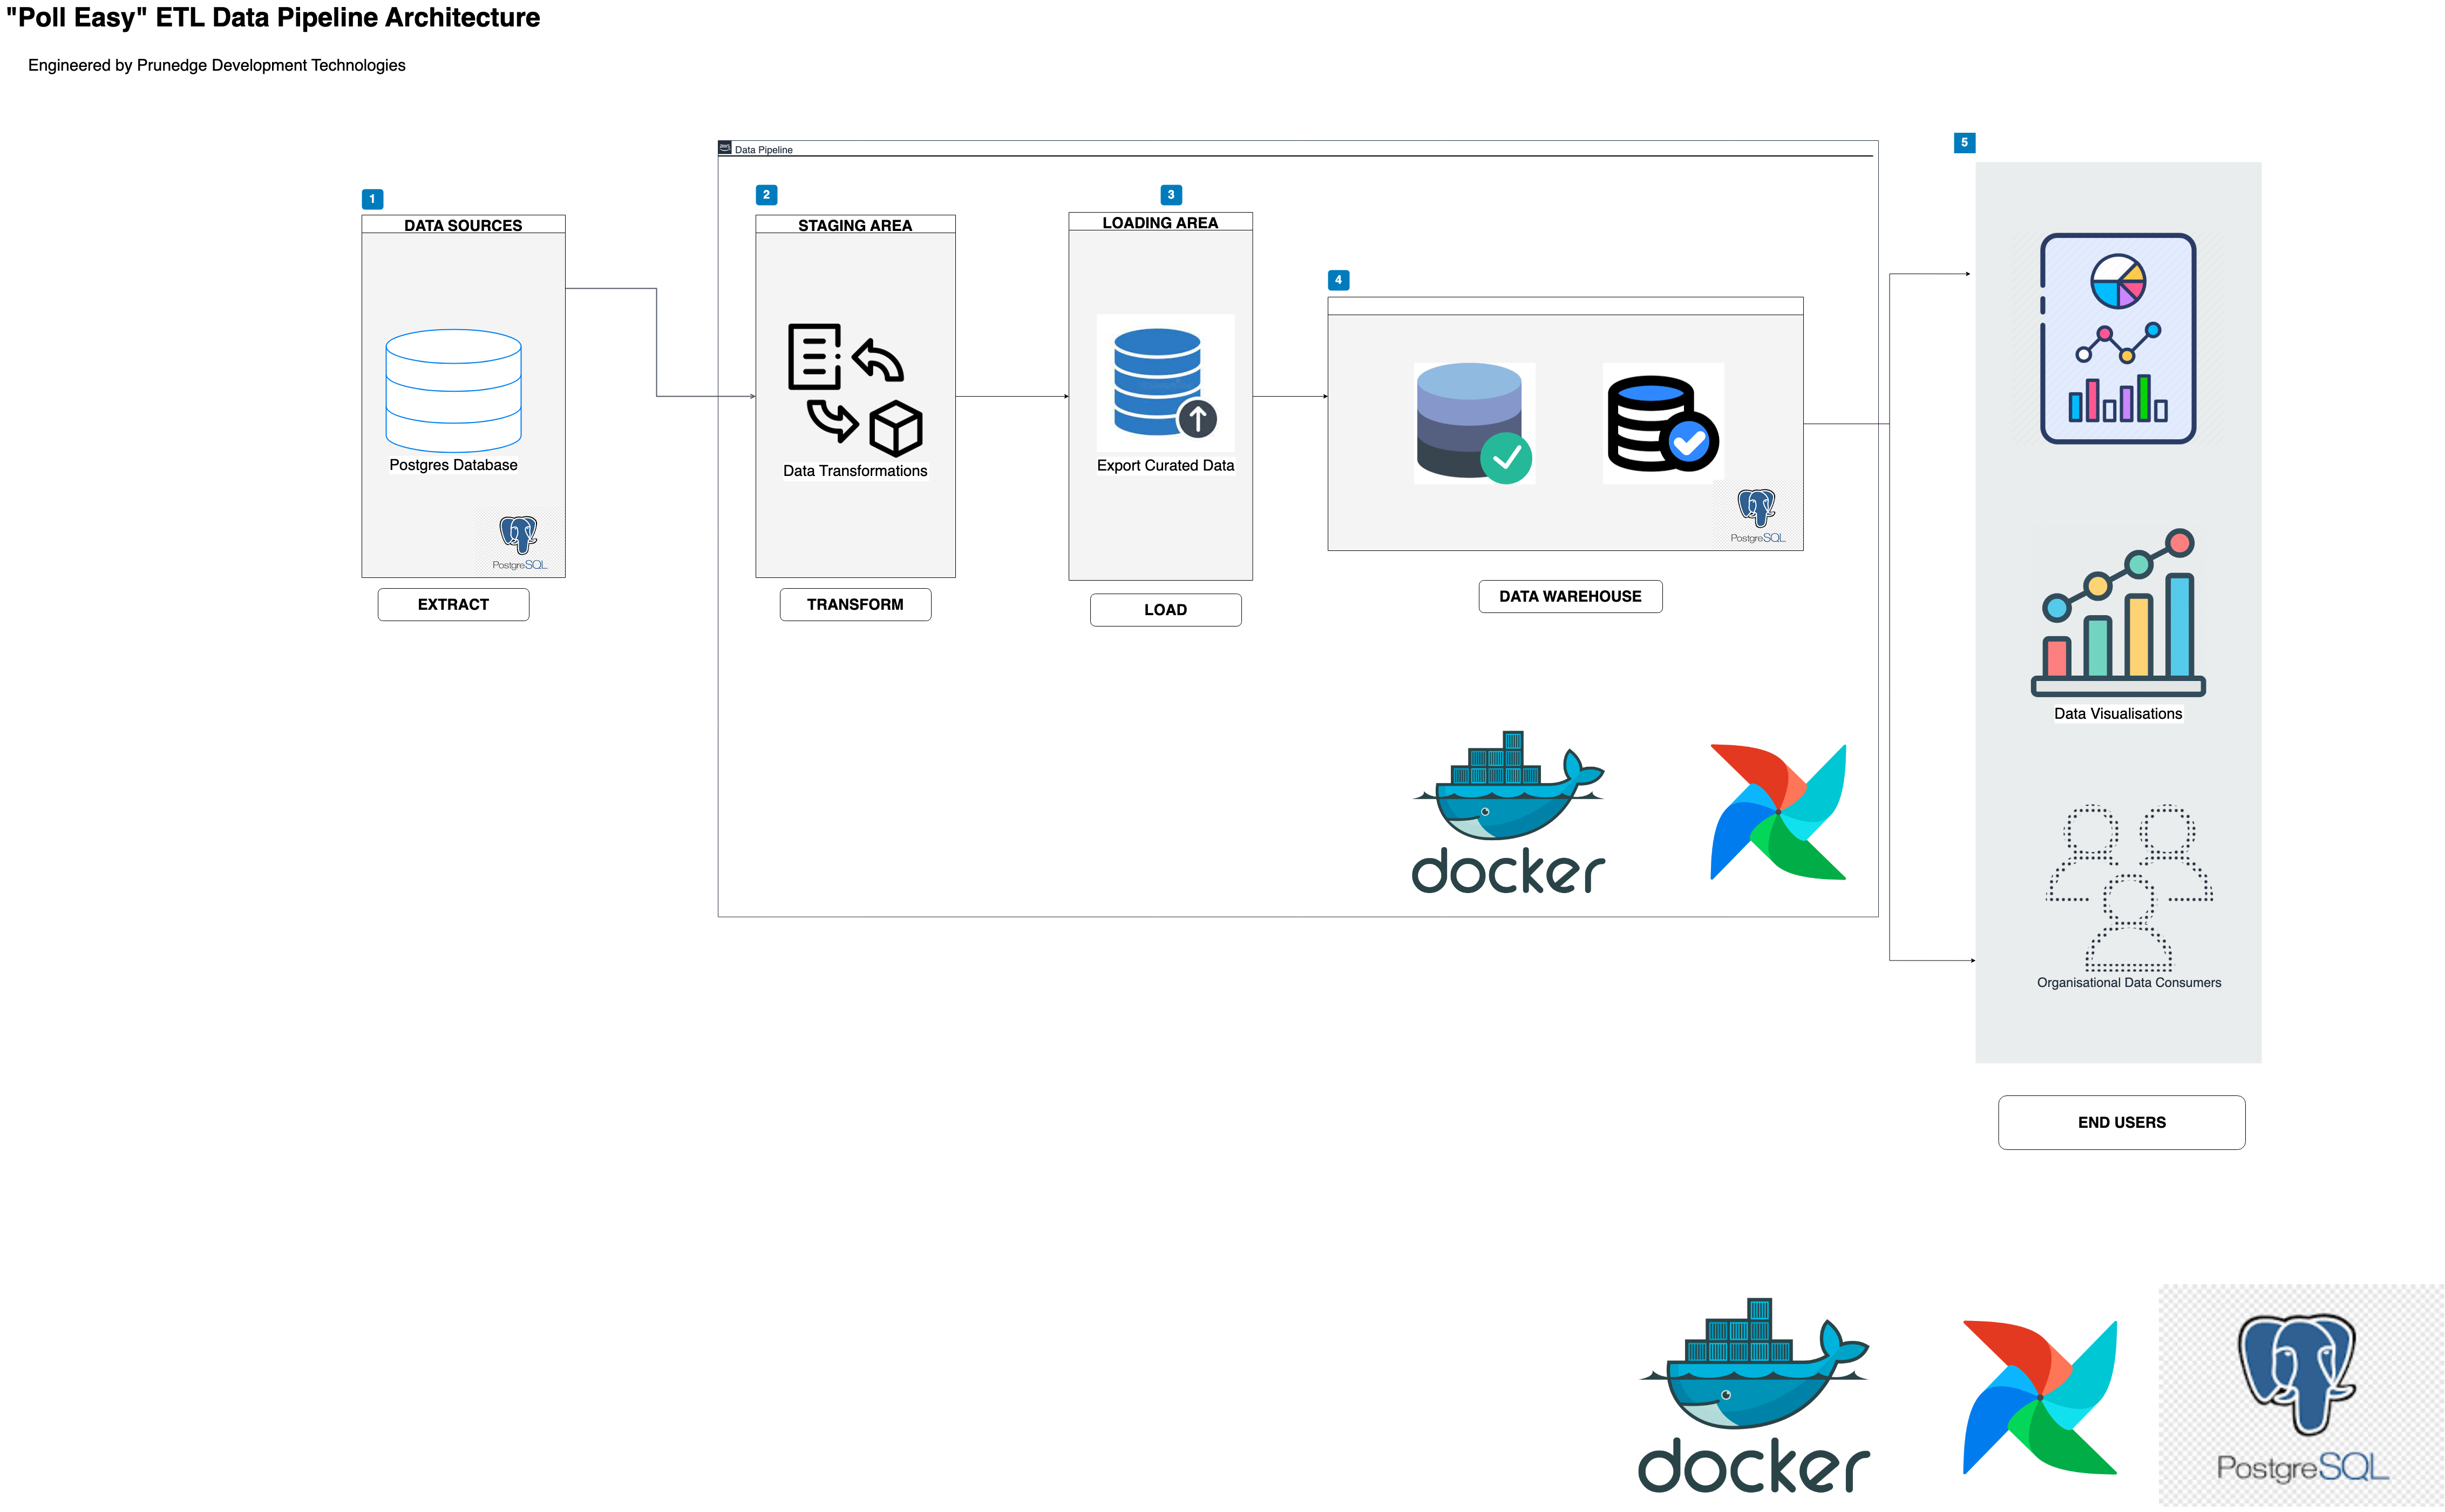 "Poll Easy" ETL Data Pipeline Architecture
Engineered by Prunedge Development Technologies
aws
Data Pipeline
1
DATA SOURCES
Postgres Database
PostgreSQL
EXTRACT
2
STAGING AREA
Data Transformations
TRANSFORM
3
LOADING AREA
Export Curated Data
LOAD
4
PostgreSQL
DATA WAREHOUSE
docker
5
Data Visualisations
Organisational Data Consumers
END USERS
docker
PostgreSQL